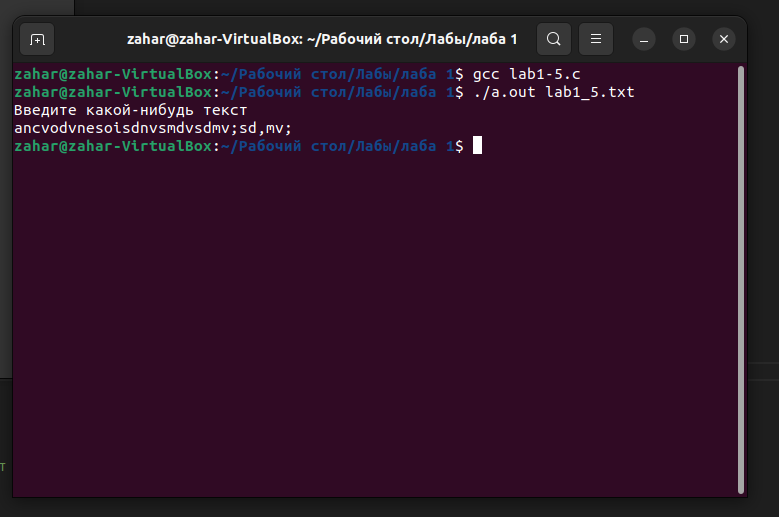 zahar@zahar-VirtualBox: ~/Рабочий стол/Лабы/лаба 1
zahar@zahar-VirtualBox:~/Рабочий стол/Лабы/лаба 1$ gcc lab1-5.c
zahar@zahar-VirtualBox:~/Рабочий стол/Лабы/лаба 1$ ./a.out lab1_5.txt
Введите какой-нибудь текст
ancvodvnesoisdnvsmdvsdmv;sd,mv;
zahar@zahar-VirtualBox:~/Рабочий стол/Лабы/лаба 1$
т